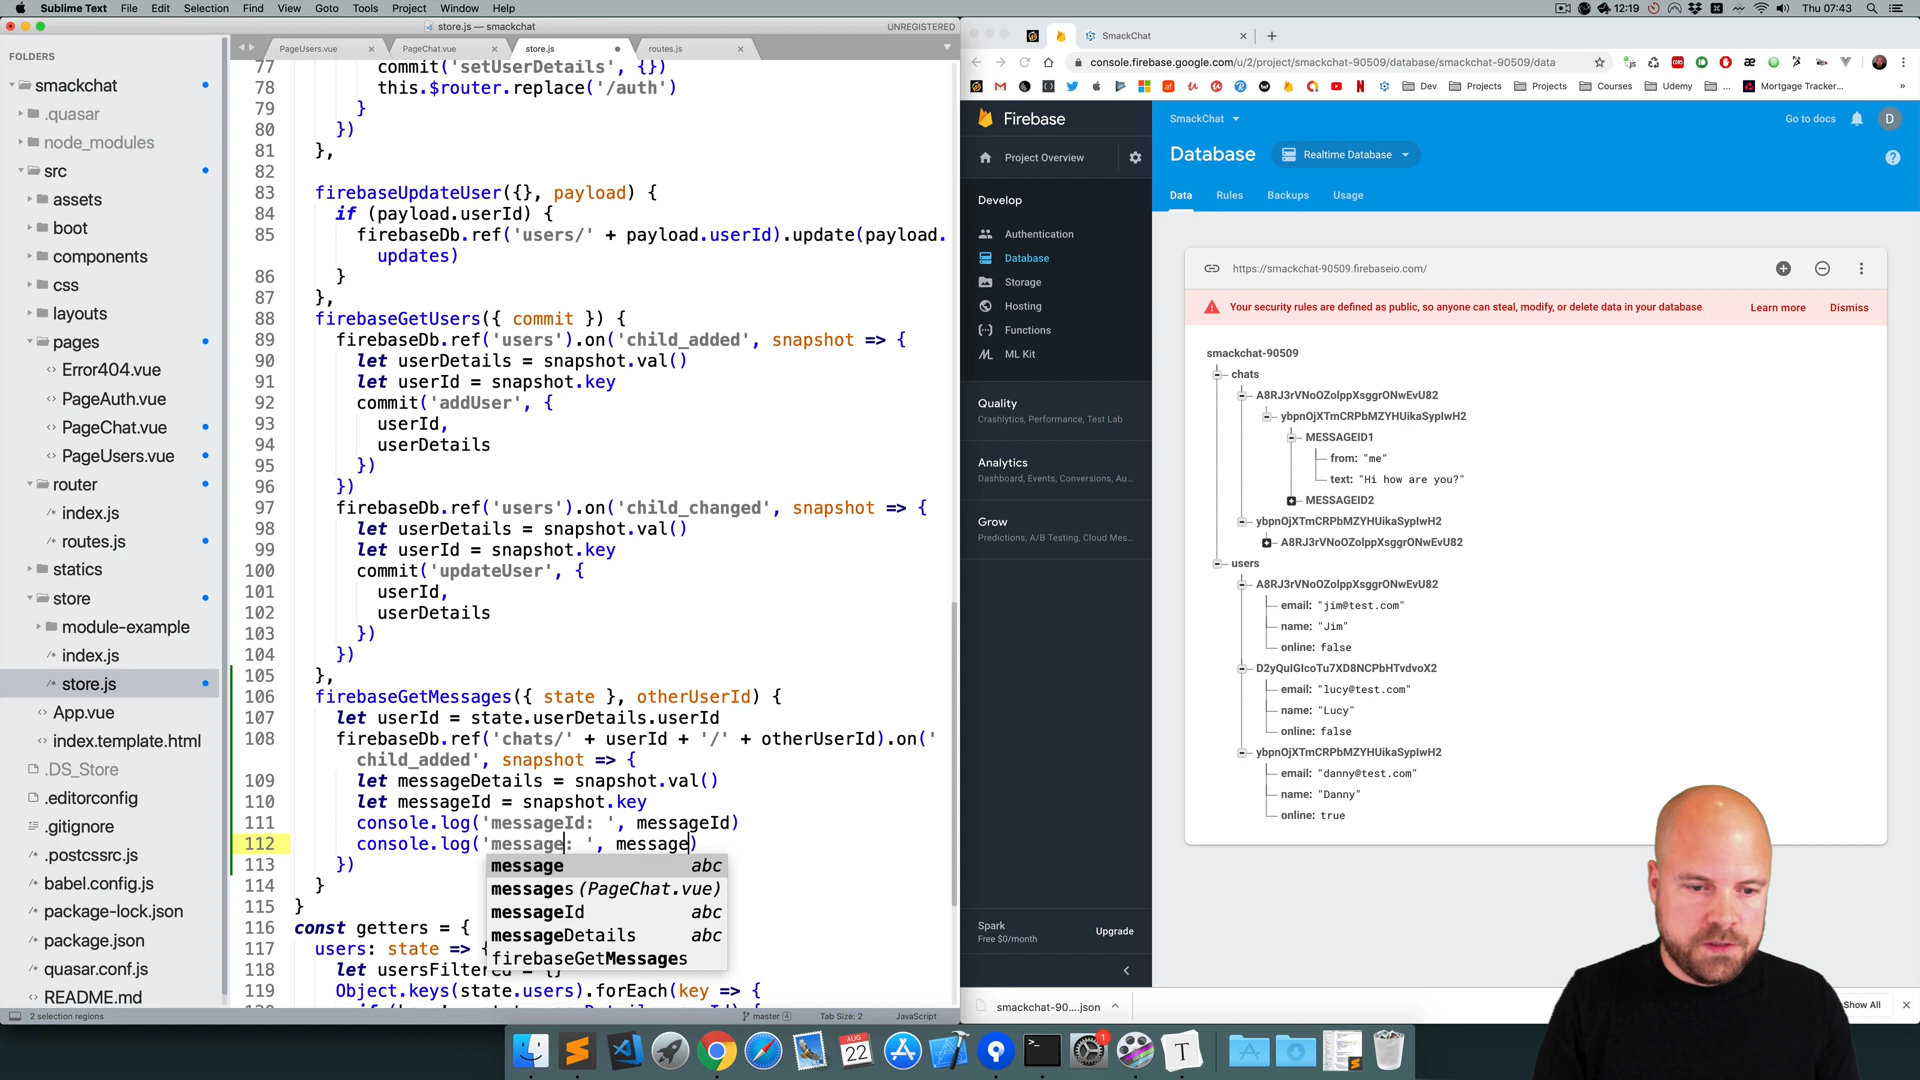 Sublime Text File Edit Selection Find View Goto Tools Project Window Help
12:19 Thu 07:43
store.js — smackchat
UNREGISTERED
FOLDERS
smackchat
.quasar
node_modules
src
assets
boot
components
css
layouts
pages
Error404.vue
PageAuth.vue
PageChat.vue
PageUsers.vue
router
index.js
routes.js
statics
store
module-example
index.js
store.js
App.vue
index.template.html
.DS_Store
.editorconfig
.gitignore
.postcssrc.js
babel.config.js
package-lock.json
package.json
quasar.conf.js
README.md
PageUsers.vue PageChat.vue store.js routes.js
77 commit('setUserDetails', {})
78 this.$router.replace('/auth')
79 }
80 })
81 },
82
83 firebaseUpdateUser({}, payload) {
84 if (payload.userId) {
85 firebaseDb.ref('users/' + payload.userId).update(payload.
updates)
86 }
87 },
88 firebaseGetUsers({ commit }) {
89 firebaseDb.ref('users').on('child_added', snapshot => {
90 let userDetails = snapshot.val()
91 let userId = snapshot.key
92 commit('addUser', {
93 userId,
94 userDetails
95 })
96 })
97 firebaseDb.ref('users').on('child_changed', snapshot => {
98 let userDetails = snapshot.val()
99 let userId = snapshot.key
100 commit('updateUser', {
101 userId,
102 userDetails
103 })
104 })
105 },
106 firebaseGetMessages({ state }, otherUserId) {
107 let userId = state.userDetails.userId
108 firebaseDb.ref('chats/' + userId + '/' + otherUserId).on('
child_added', snapshot => {
109 let messageDetails = snapshot.val()
110 let messageId = snapshot.key
111 console.log('messageId: ', messageId)
112 console.log('message: ', message)
113 })
114 }
115 }
116 const getters = {
117 users: state => {
118 let usersFiltered = {}
119 Object.keys(state.users).forEach(key => {
message abc
messages (PageChat.vue)
messageId abc
messageDetails abc
firebaseGetMessages
2 selection regions
master 4
Tab Size: 2
JavaScript
SmackChat
console.firebase.google.com/u/2/project/smackchat-90509/database/smackchat-90509/data
Dev Projects Projects Courses Udemy ... Mortgage Tracker...
Firebase
Project Overview
Develop
Authentication
Database
Storage
Hosting
Functions
ML Kit
Quality
Crashlytics, Performance, Test Lab
Analytics
Dashboard, Events, Conversions, Au...
Grow
Predictions, A/B Testing, Cloud Mes...
Spark
Free $0/month
Upgrade
SmackChat
Go to docs
D
Database
Realtime Database
Data Rules Backups Usage
https://smackchat-90509.firebaseio.com/
Your security rules are defined as public, so anyone can steal, modify, or delete data in your database
Learn more Dismiss
smackchat-90509
chats
A8RJ3rVNoOZolppXsggrONwEvU82
ybpnOjXTmCRPbMZYHUikaSypIwH2
MESSAGEID1
from: "me"
text: "Hi how are you?"
MESSAGEID2
ybpnOjXTmCRPbMZYHUikaSypIwH2
A8RJ3rVNoOZolppXsggrONwEvU82
users
A8RJ3rVNoOZolppXsggrONwEvU82
email: "jim@test.com"
name: "Jim"
online: false
D2yQuIGIcoTu7XD8NCPbHTvdvoX2
email: "lucy@test.com"
name: "Lucy"
online: false
ybpnOjXTmCRPbMZYHUikaSypIwH2
email: "danny@test.com"
name: "Danny"
online: true
smackchat-90....json
Show All
AUG
22
1
T